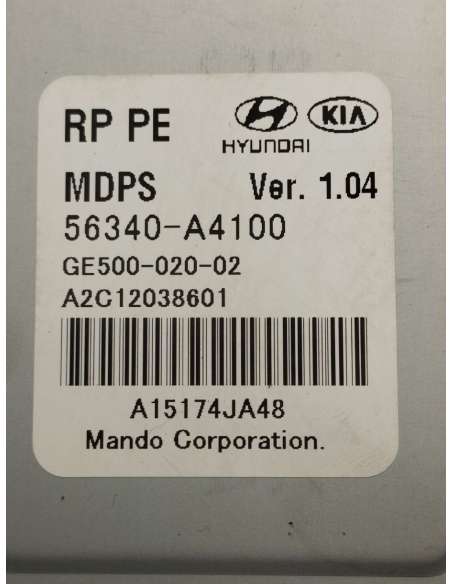 RP PE
HYUNDAI
KIA
MDPS Ver. 1.04
56340-A4100
GE500-020-02
A2C12038601
A15174JA48
Mando Corporation.